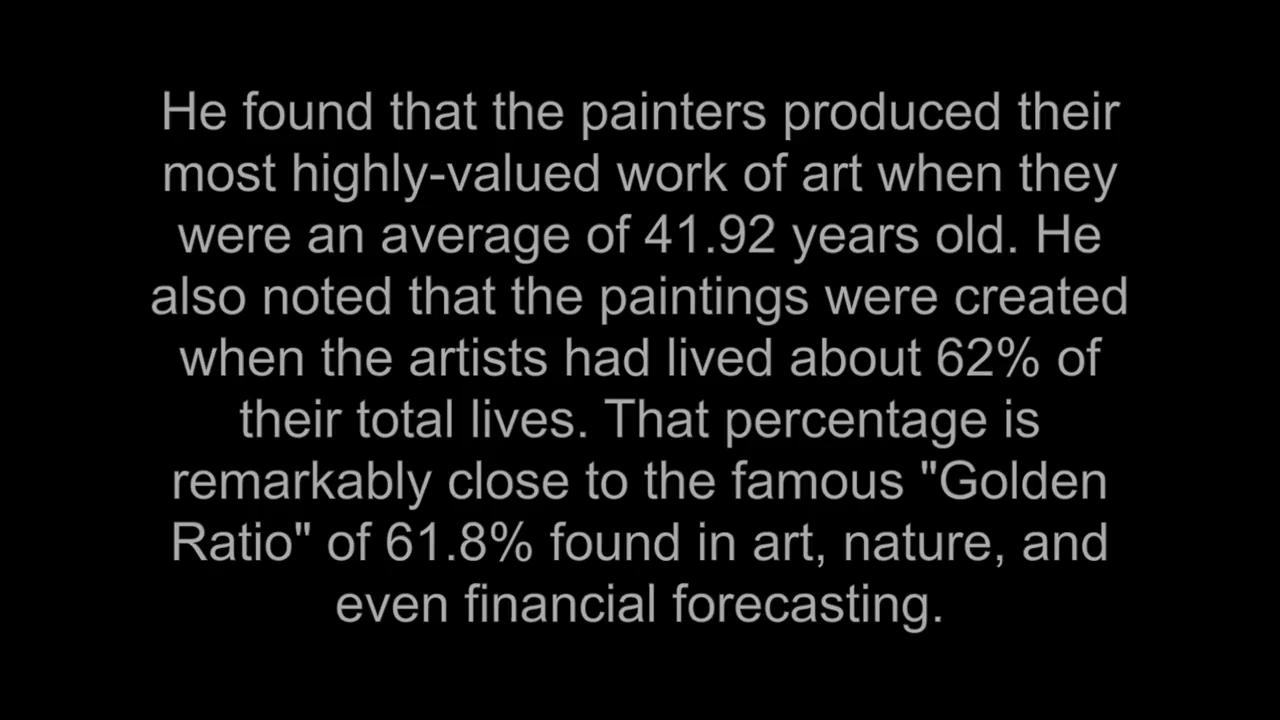 He found that the painters produced their
most highly-valued work of art when they
were an average of 41.92 years old. He
also noted that the paintings were created
when the artists had lived about 62% of
their total lives. That percentage is
remarkably close to the famous "Golden
Ratio" of 61.8% found in art, nature, and
even financial forecasting.